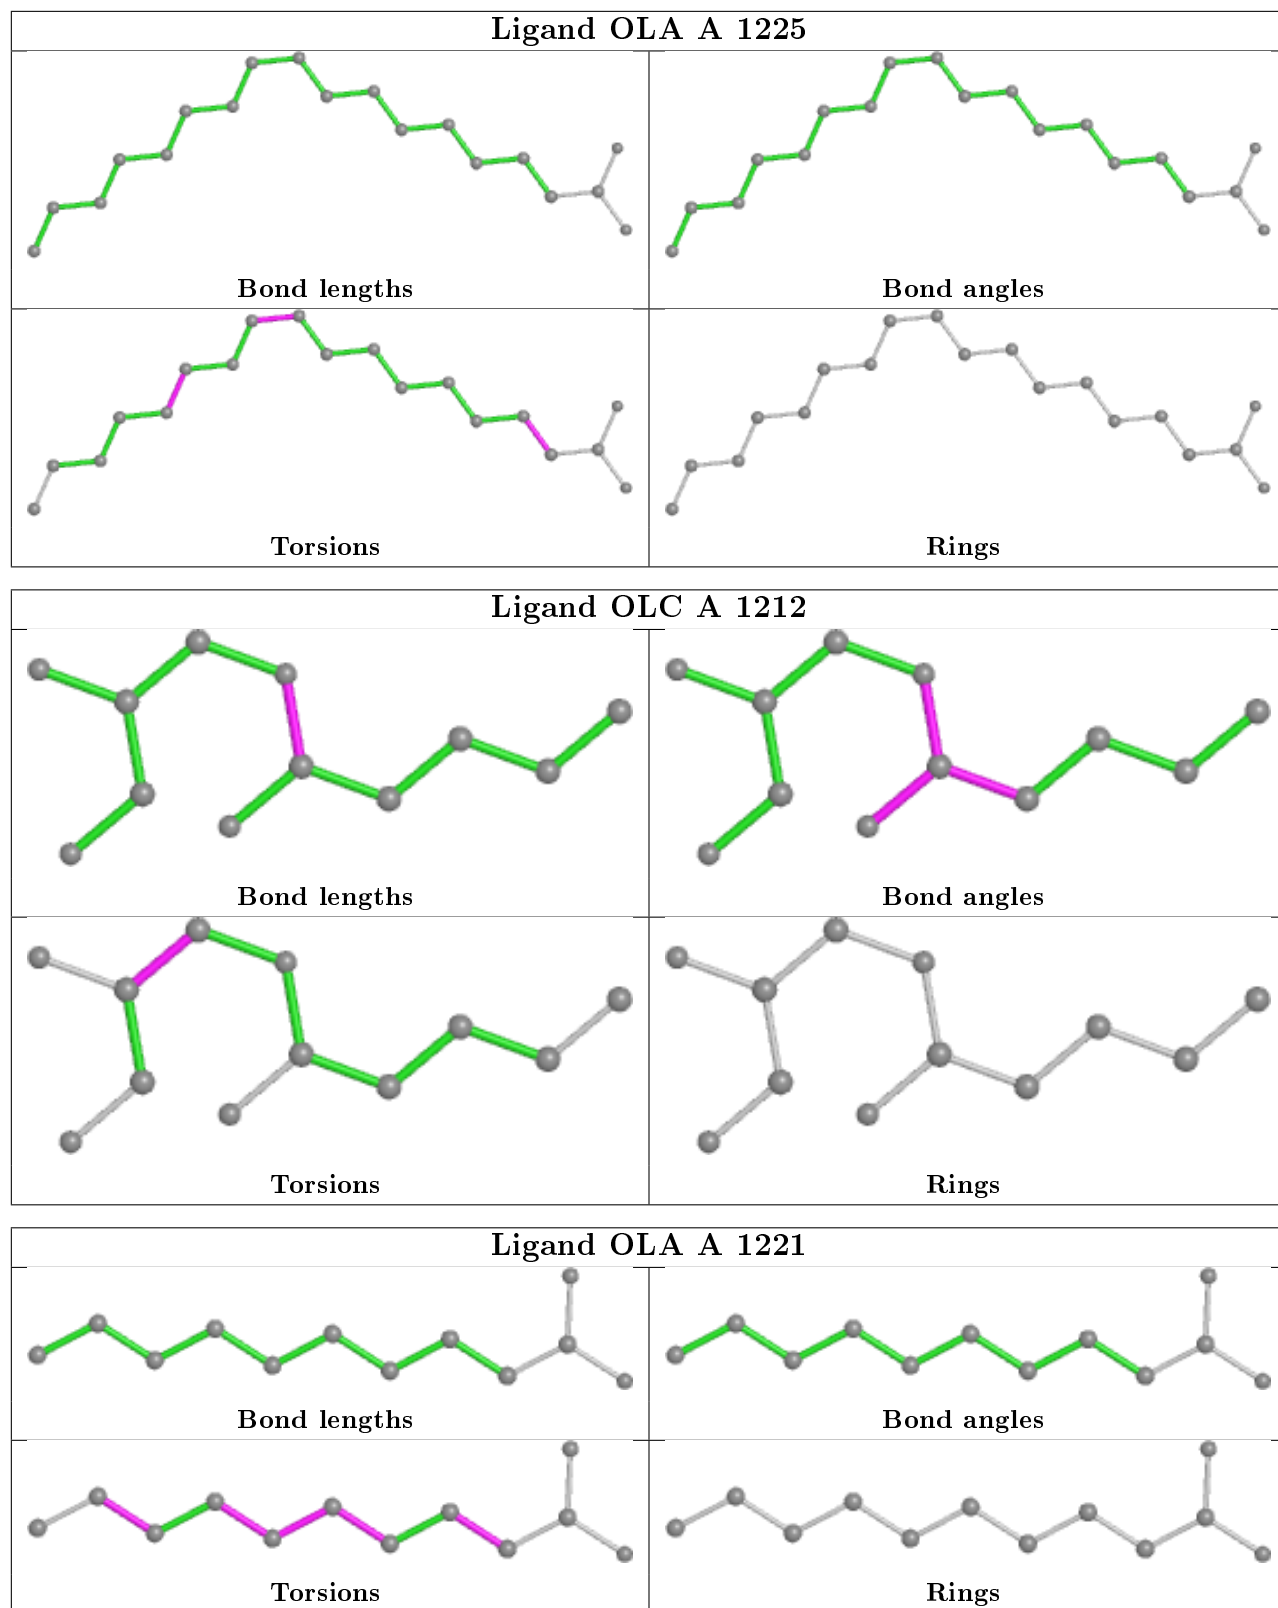 Ligand OLA A 1225
Bond lengths
Bond angles
Torsions
Rings
Ligand OLC A 1212
Bond lengths
Bond angles
Torsions
Rings
Ligand OLA A 1221
Bond lengths
Bond angles
Torsions
Rings